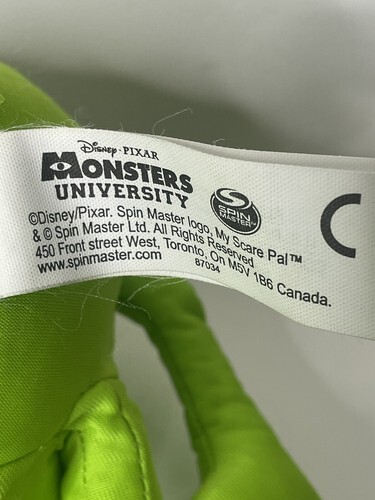 Disney · PIXAR
MONSTERS
UNIVERSITY
SPIN
MASTER™
©Disney/Pixar. Spin Master logo, My Scare Pal™
& © Spin Master Ltd. All Rights Reserved
450 Front street West, Toronto, On M5V 1B6 Canada.
www.spinmaster.com
87034
C